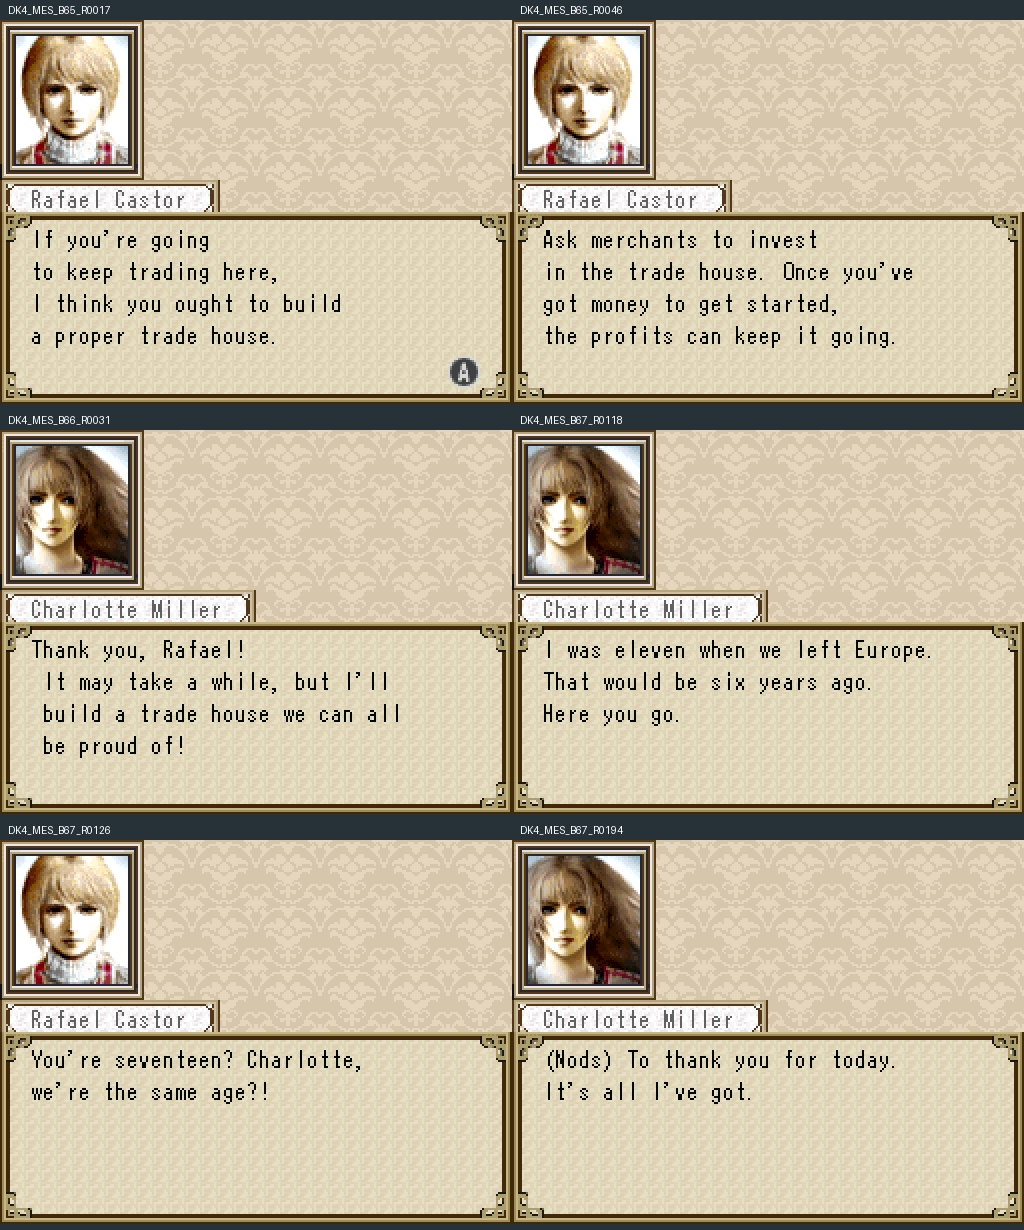 DK4_MES_B65_R0017
Rafael Castor
If you're going
to keep trading here,
I think you ought to build
a proper trade house.
A
DK4_MES_B65_R0046
Rafael Castor
Ask merchants to invest
in the trade house. Once you've
got money to get started,
the profits can keep it going.
DK4_MES_B66_R0031
Charlotte Miller
Thank you, Rafael!
It may take a while, but I'll
build a trade house we can all
be proud of!
DK4_MES_B67_R0118
Charlotte Miller
I was eleven when we left Europe.
That would be six years ago.
Here you go.
DK4_MES_B67_R0126
Rafael Castor
You're seventeen? Charlotte,
we're the same age?!
DK4_MES_B67_R0194
Charlotte Miller
(Nods) To thank you for today.
It's all I've got.